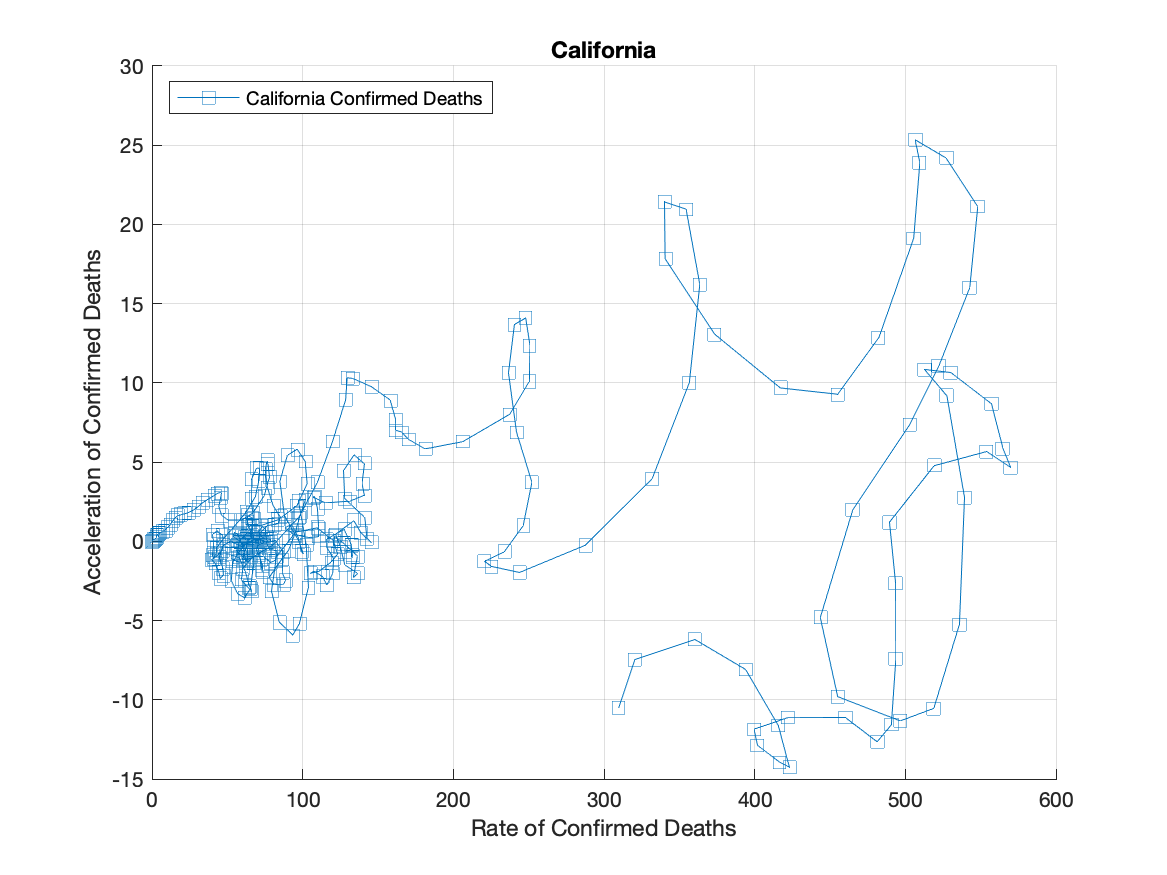 California
30
25
20
15
10
5
0
-5
-10
-15
California Confirmed Deaths
Acceleration of Confirmed Deaths
0 100 200 300 400 500 600
Rate of Confirmed Deaths